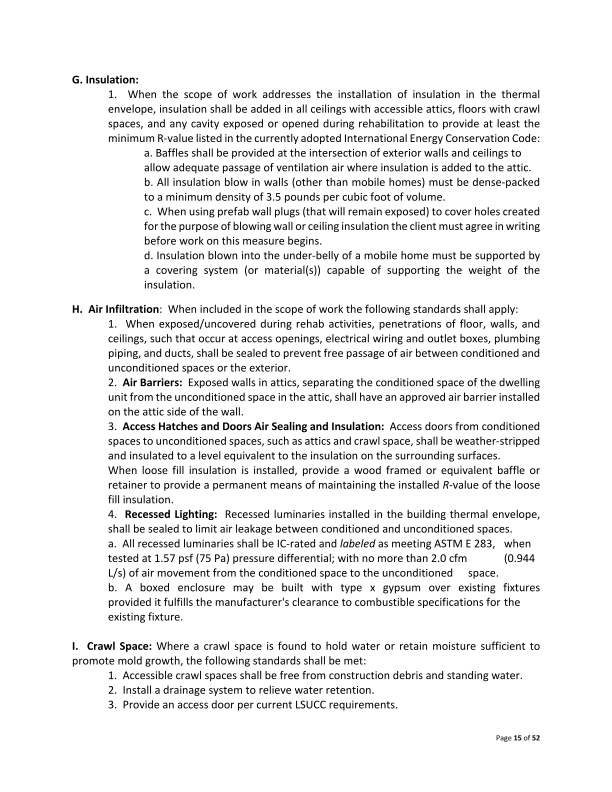 G. Insulation:
1. When the scope of work addresses the installation of insulation in the thermal
envelope, insulation shall be added in all ceilings with accessible attics, floors with crawl
spaces, and any cavity exposed or opened during rehabilitation to provide at least the
minimum R-value listed in the currently adopted International Energy Conservation Code:
a. Baffles shall be provided at the intersection of exterior walls and ceilings to
allow adequate passage of ventilation air where insulation is added to the attic.
b. All insulation blow in walls (other than mobile homes) must be dense-packed
to a minimum density of 3.5 pounds per cubic foot of volume.
c. When using prefab wall plugs (that will remain exposed) to cover holes created
for the purpose of blowing wall or ceiling insulation the client must agree in writing
before work on this measure begins.
d. Insulation blown into the under-belly of a mobile home must be supported by
a covering system (or material(s)) capable of supporting the weight of the
insulation.
H. Air Infiltration: When included in the scope of work the following standards shall apply:
1. When exposed/uncovered during rehab activities, penetrations of floor, walls, and
ceilings, such that occur at access openings, electrical wiring and outlet boxes, plumbing
piping, and ducts, shall be sealed to prevent free passage of air between conditioned and
unconditioned spaces or the exterior.
2. Air Barriers: Exposed walls in attics, separating the conditioned space of the dwelling
unit from the unconditioned space in the attic, shall have an approved air barrier installed
on the attic side of the wall.
3. Access Hatches and Doors Air Sealing and Insulation: Access doors from conditioned
spaces to unconditioned spaces, such as attics and crawl space, shall be weather-stripped
and insulated to a level equivalent to the insulation on the surrounding surfaces.
When loose fill insulation is installed, provide a wood framed or equivalent baffle or
retainer to provide a permanent means of maintaining the installed R-value of the loose
fill insulation.
4. Recessed Lighting: Recessed luminaries installed in the building thermal envelope,
shall be sealed to limit air leakage between conditioned and unconditioned spaces.
a. All recessed luminaries shall be IC-rated and labeled as meeting ASTM E 283, when
tested at 1.57 psf (75 Pa) pressure differential; with no more than 2.0 cfm (0.944
L/s) of air movement from the conditioned space to the unconditioned space.
b. A boxed enclosure may be built with type x gypsum over existing fixtures
provided it fulfills the manufacturer's clearance to combustible specifications for the
existing fixture.
I. Crawl Space: Where a crawl space is found to hold water or retain moisture sufficient to
promote mold growth, the following standards shall be met:
1. Accessible crawl spaces shall be free from construction debris and standing water.
2. Install a drainage system to relieve water retention.
3. Provide an access door per current LSUCC requirements.
Page 15 of 52